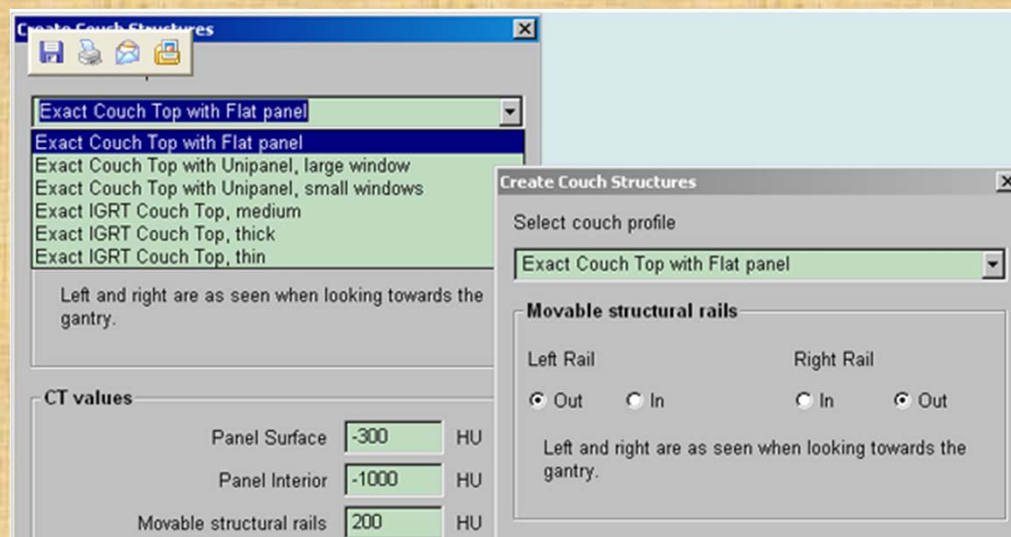 Create Couch Structures
Exact Couch Top with Flat panel
Exact Couch Top with Flat panel
Exact Couch Top with Unipanel, large window
Exact Couch Top with Unipanel, small windows
Exact IGRT Couch Top, medium
Exact IGRT Couch Top, thick
Exact IGRT Couch Top, thin
Left and right are as seen when looking towards the
gantry.
CT values
Panel Surface -300 HU
Panel Interior -1000 HU
Movable structural rails 200 HU
Create Couch Structures
Select couch profile
Exact Couch Top with Flat panel
Movable structural rails
Left Rail Right Rail
Out In In Out
Left and right are as seen when looking towards the
gantry.